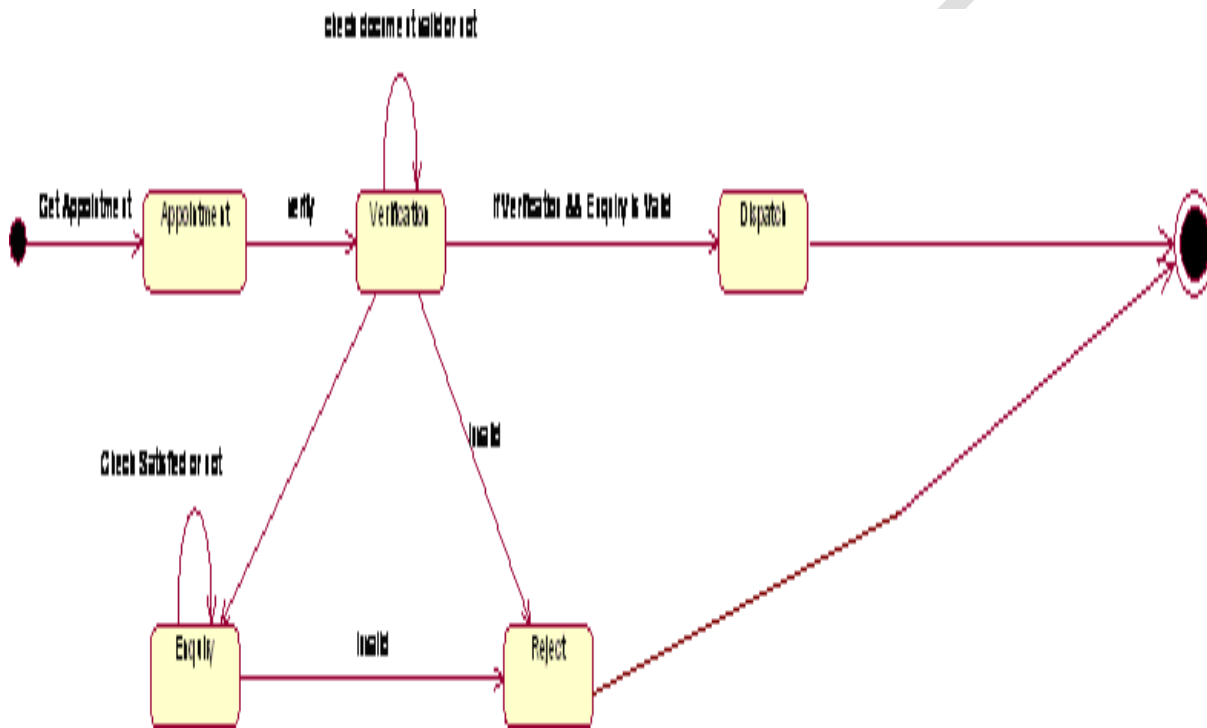 check document valid or not
Get Appointment
Appointment
verify
Verification
If Verification && Enquiry is Valid
Dispatch
Invalid
Check Satisfied or not
Enquiry
Invalid
Reject